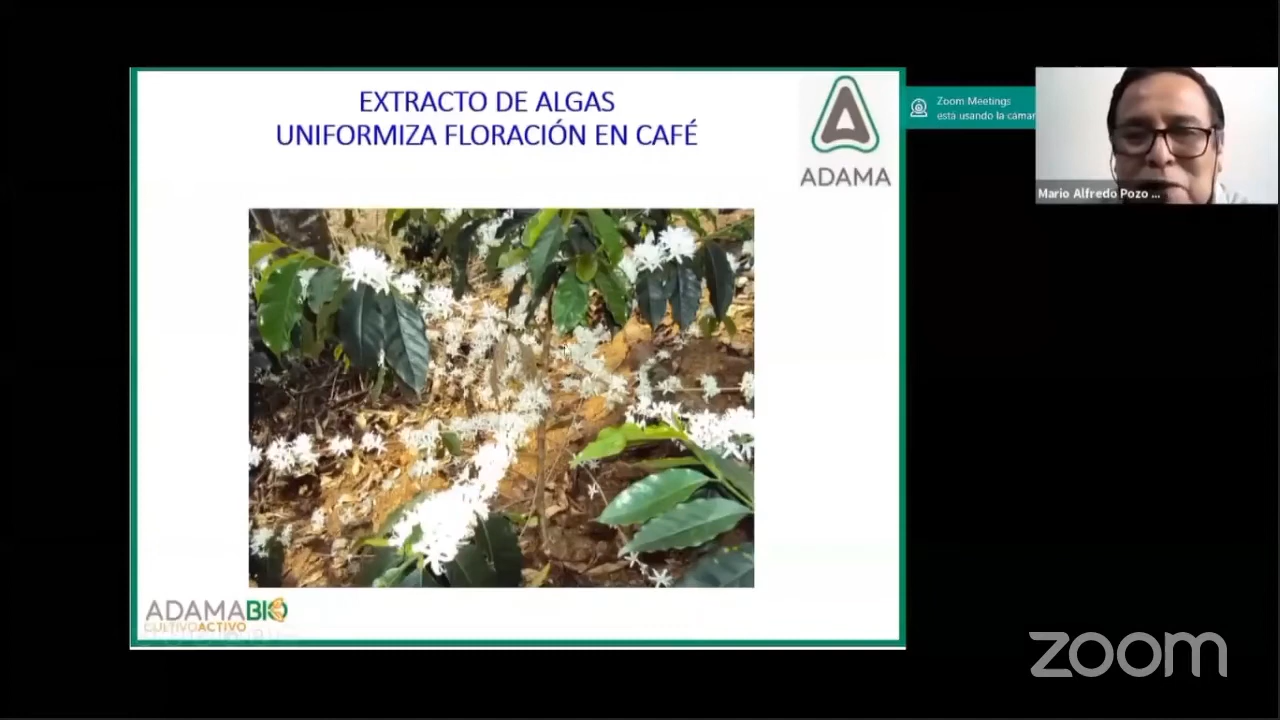 EXTRACTO DE ALGAS
UNIFORMIZA FLORACIÓN EN CAFÉ
ADAMA
Zoom Meetings
está usando la cámar
Mario Alfredo Pozo ...
ADAMABIO
CULTIVOACTIVO
zoom